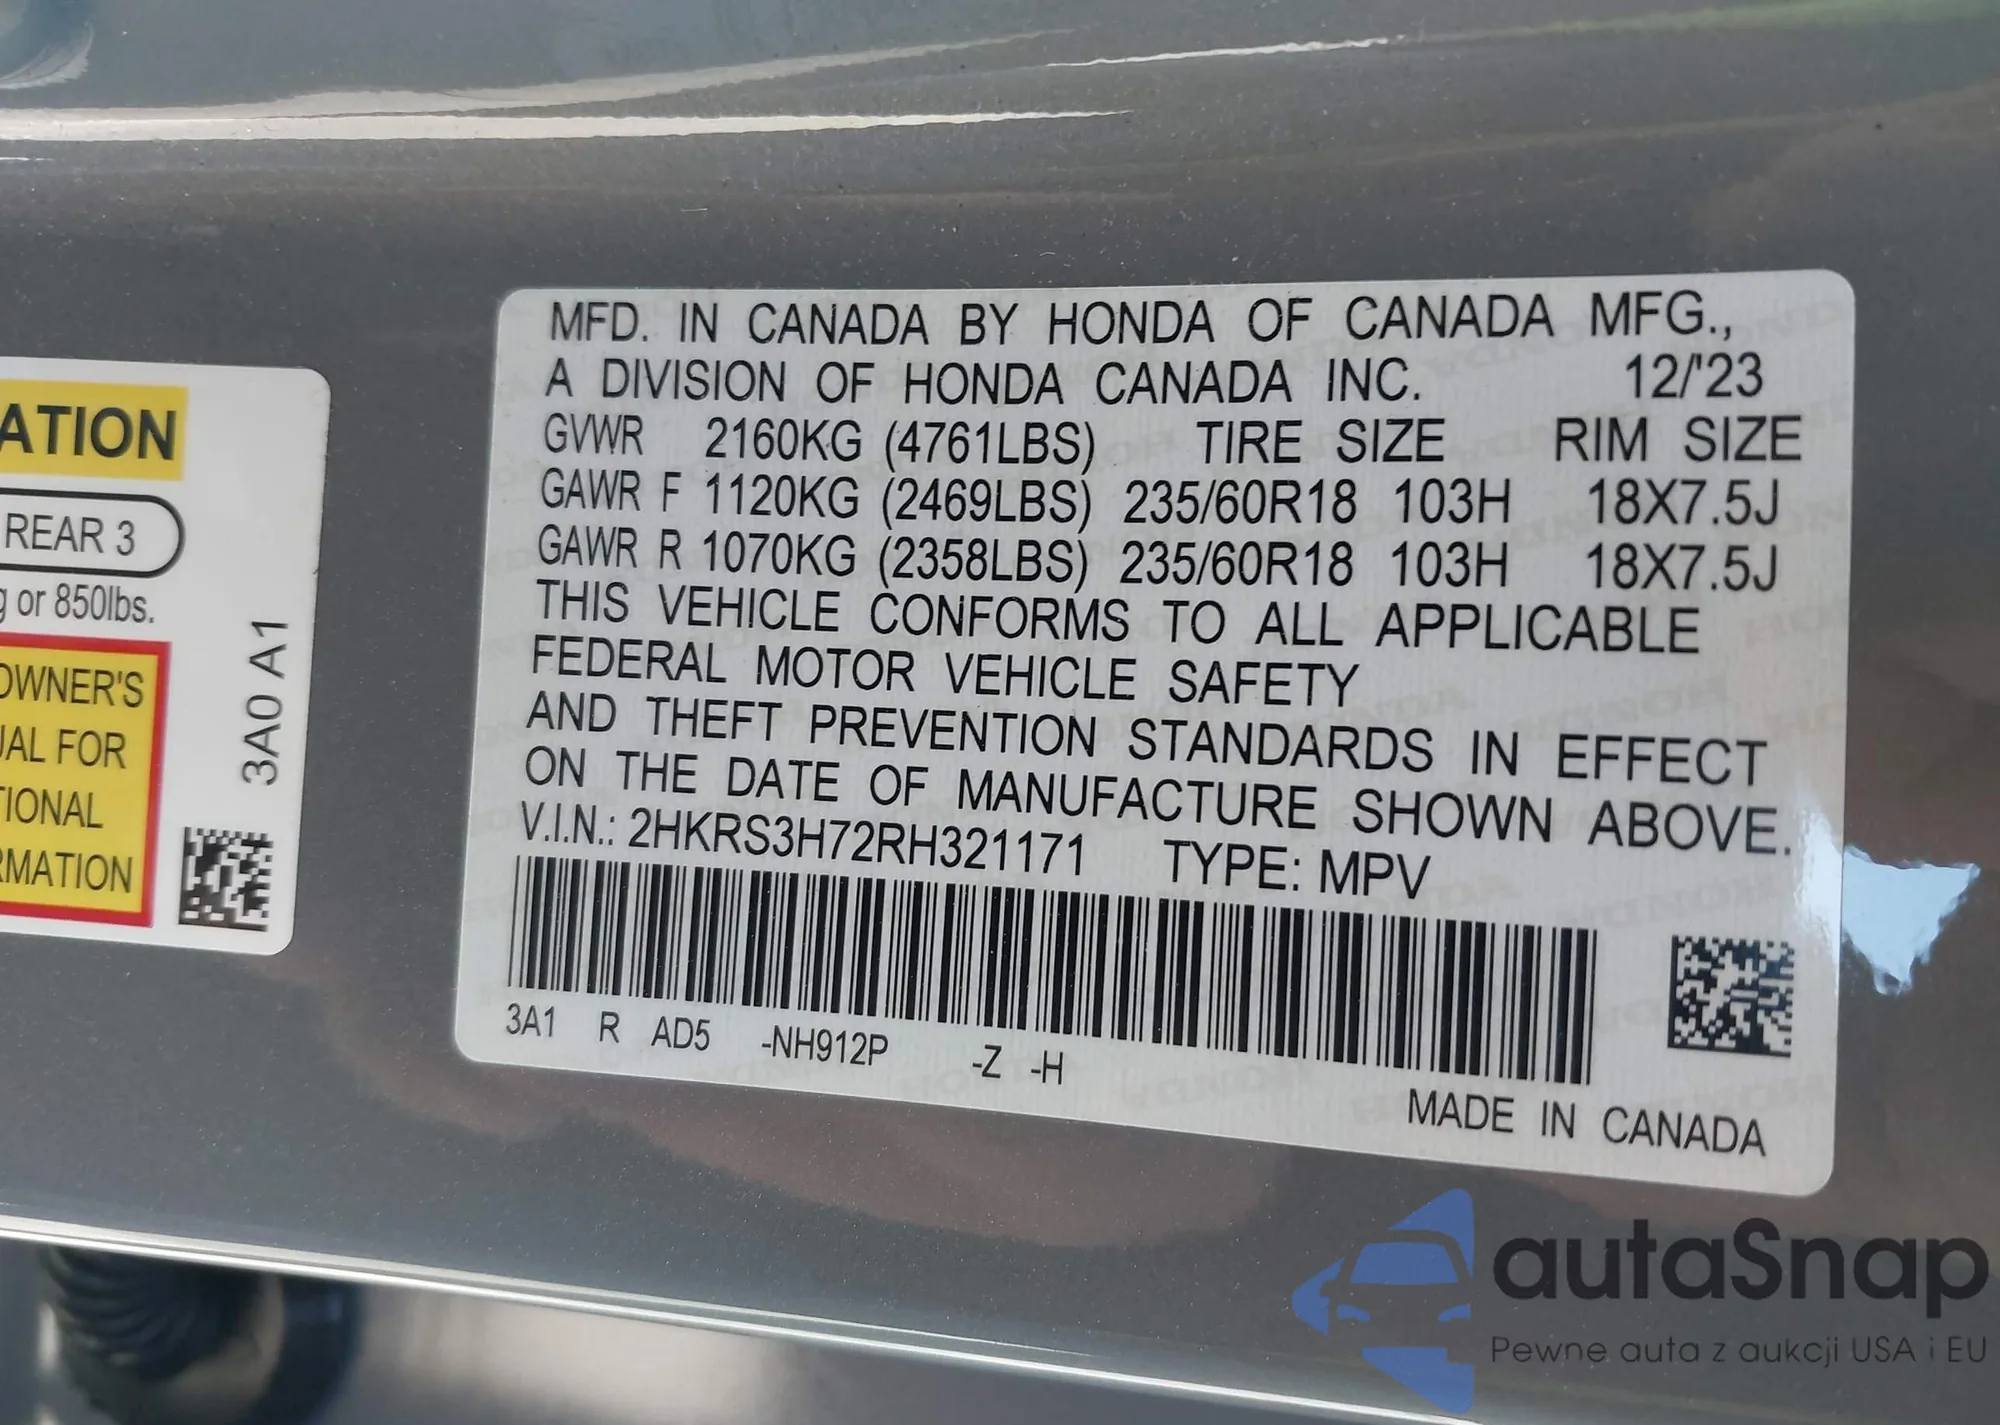 ATION
REAR 3
g or 850lbs.
OWNER'S
UAL FOR
TIONAL
RMATION
3A0 A1
MFD. IN CANADA BY HONDA OF CANADA MFG.,
A DIVISION OF HONDA CANADA INC. 12/'23
GVWR 2160KG (4761LBS) TIRE SIZE RIM SIZE
GAWR F 1120KG (2469LBS) 235/60R18 103H 18X7.5J
GAWR R 1070KG (2358LBS) 235/60R18 103H 18X7.5J
THIS VEHICLE CONFORMS TO ALL APPLICABLE
FEDERAL MOTOR VEHICLE SAFETY
AND THEFT PREVENTION STANDARDS IN EFFECT
ON THE DATE OF MANUFACTURE SHOWN ABOVE.
V.I.N.: 2HKRS3H72RH321171 TYPE: MPV
3A1 R AD5 -NH912P -Z -H
MADE IN CANADA
autaSnap
Pewne auta z aukcji USA i EU